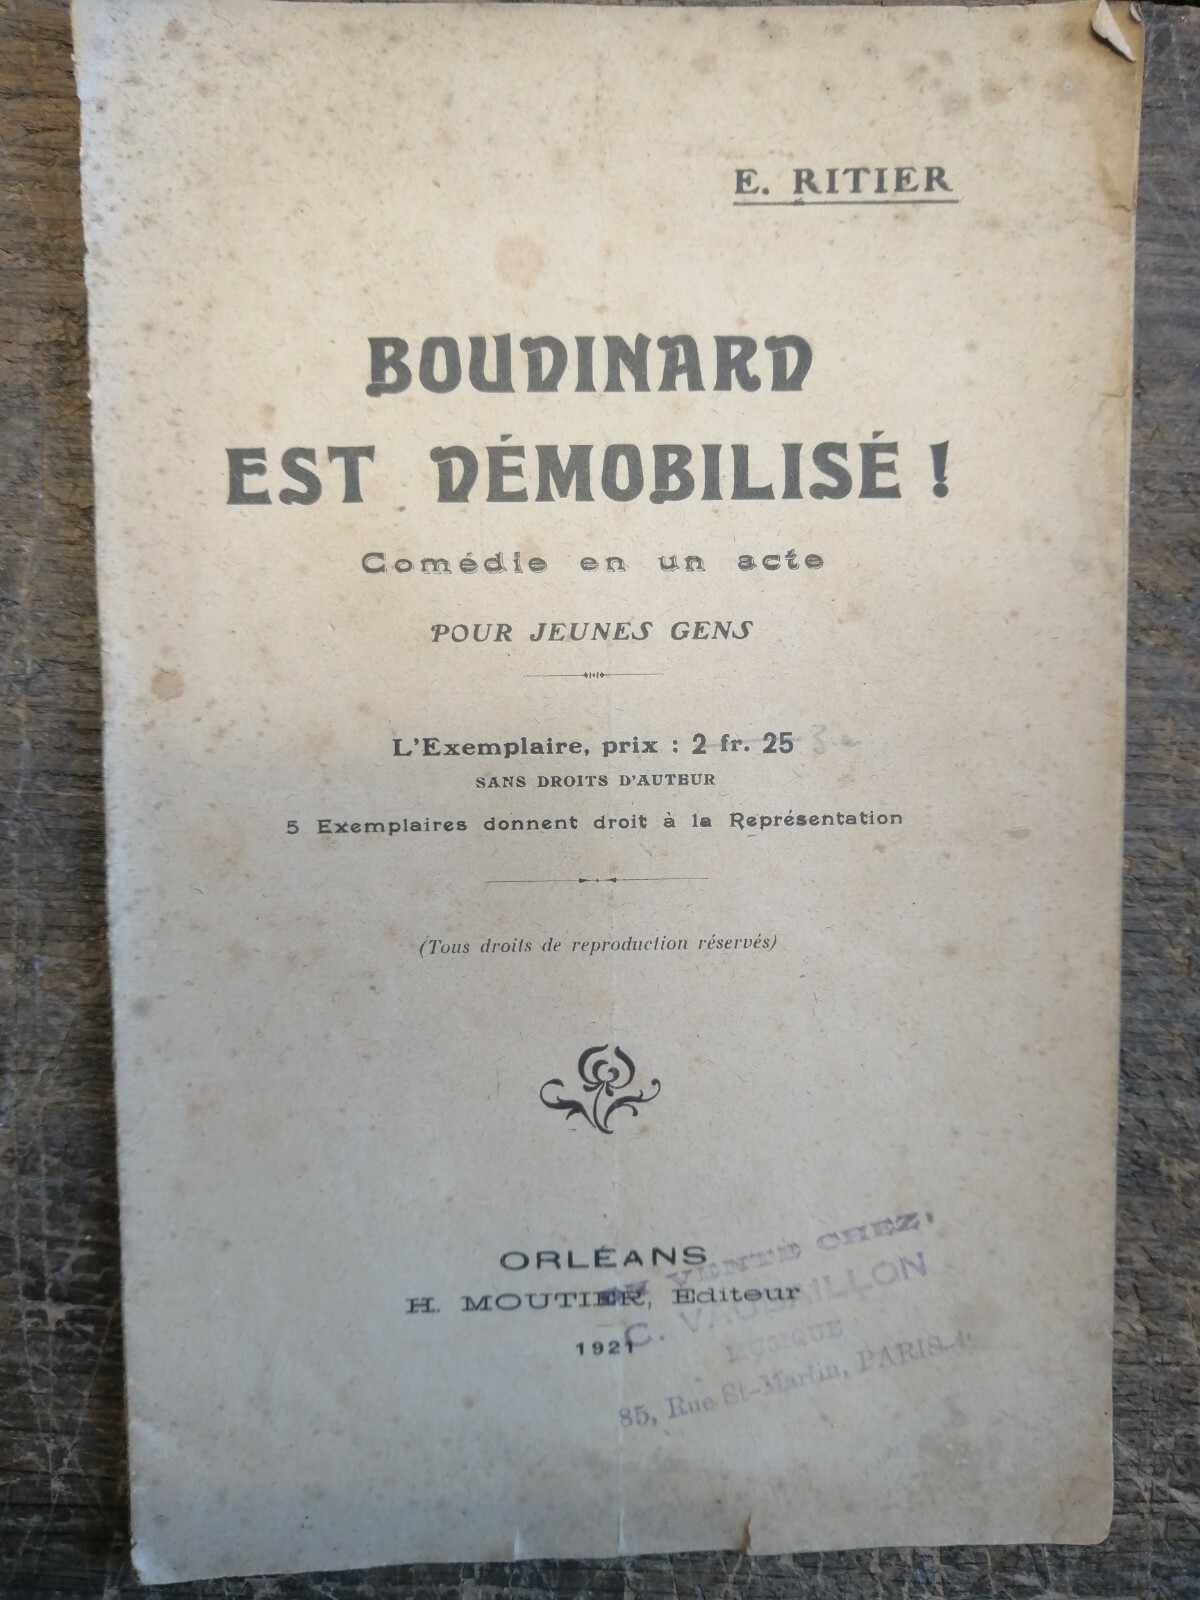 E. RITIER
BOUDINARD
EST DÉMOBILISÉ !
Comédie en un acte
POUR JEUNES GENS
L'Exemplaire, prix : 2 fr. 25
SANS DROITS D'AUTEUR
5 Exemplaires donnent droit à la Représentation
(Tous droits de reproduction réservés)
ORLÉANS
H. MOUTIER, Editeur
1921
EN VENTE CHEZ
C.
MUSIQUE
85, Rue St-Martin, PARIS